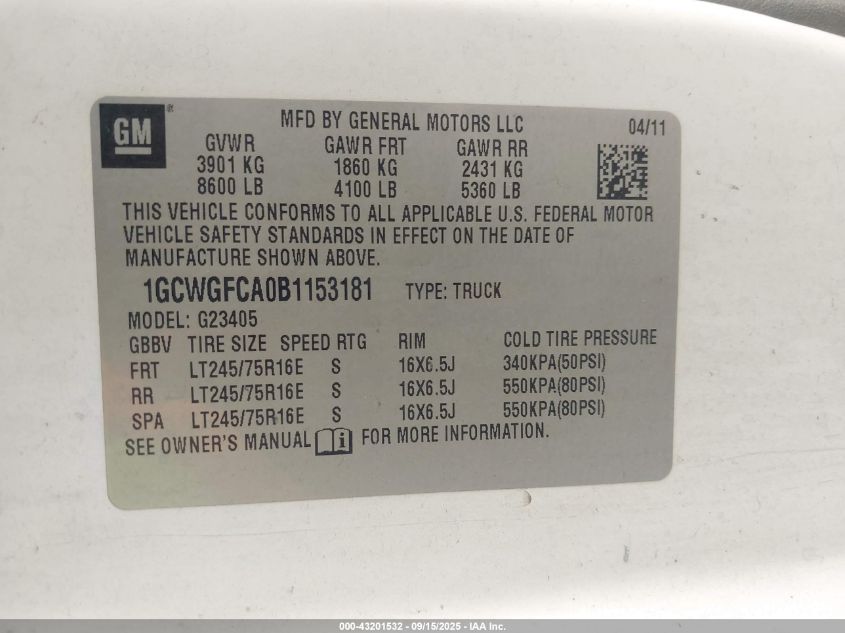 GM ®
MFD BY GENERAL MOTORS LLC 04/11
GVWR GAWR FRT GAWR RR
3901 KG 1860 KG 2431 KG
8600 LB 4100 LB 5360 LB
THIS VEHICLE CONFORMS TO ALL APPLICABLE U.S. FEDERAL MOTOR
VEHICLE SAFETY STANDARDS IN EFFECT ON THE DATE OF
MANUFACTURE SHOWN ABOVE.
1GCWGFCA0B1153181 TYPE: TRUCK
MODEL: G23405
GBBV TIRE SIZE SPEED RTG RIM COLD TIRE PRESSURE
FRT LT245/75R16E S 16X6.5J 340KPA(50PSI)
RR LT245/75R16E S 16X6.5J 550KPA(80PSI)
SPA LT245/75R16E S 16X6.5J 550KPA(80PSI)
SEE OWNER'S MANUAL i FOR MORE INFORMATION.
000-43201532 - 09/15/2025 - IAA Inc.